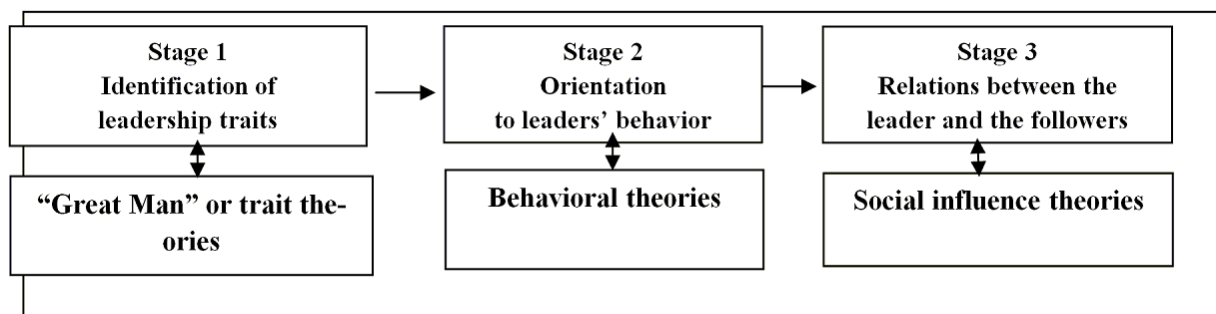 Stage 1
Identification of
leadership traits
Stage 2
Orientation
to leaders’ behavior
Stage 3
Relations between the
leader and the followers
“Great Man” or trait the-
ories
Behavioral theories
Social influence theories